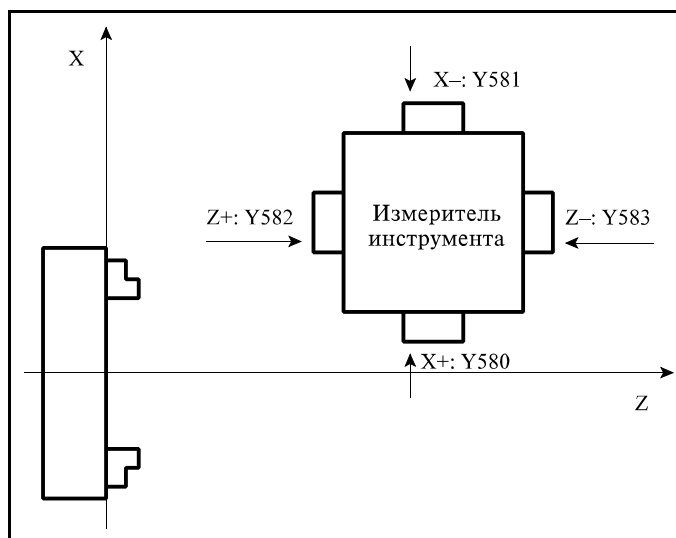 X
X–: Y581
Z+: Y582
Измеритель
инструмента
Z–: Y583
X+: Y580
Z